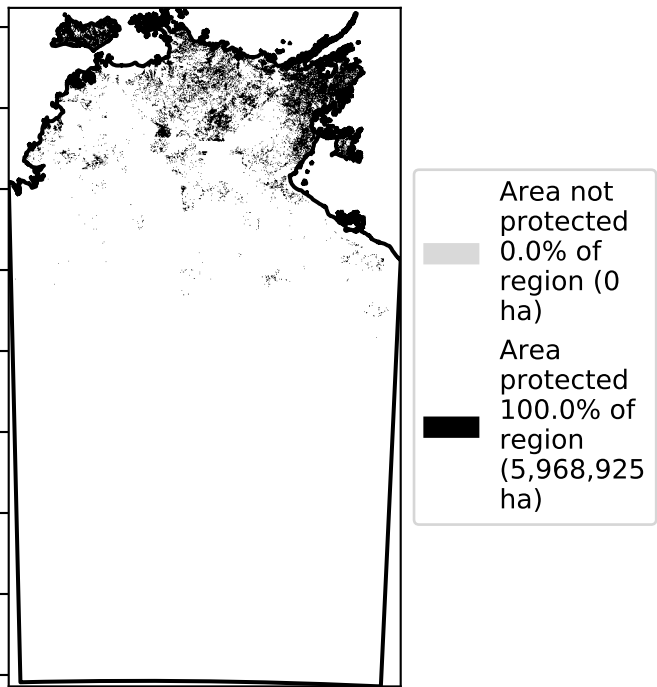 Area not
protected
0.0% of
region (0
ha)
Area
protected
100.0% of
region
(5,968,925
ha)